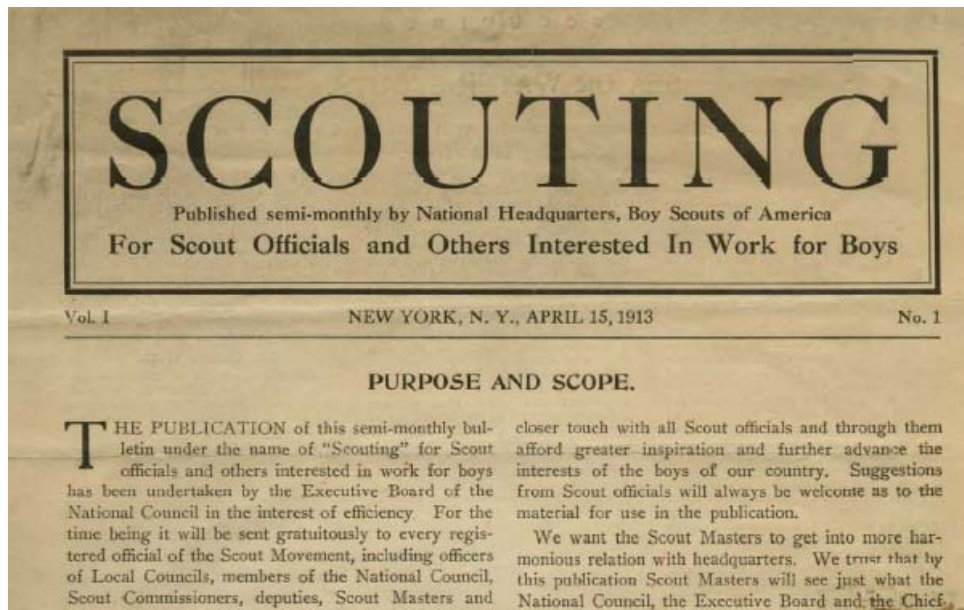 SCOUTING
Published semi-monthly by National Headquarters, Boy Scouts of America
For Scout Officials and Others Interested In Work for Boys
Vol. I
NEW YORK, N. Y., APRIL 15, 1913
No. 1
PURPOSE AND SCOPE.
THE PUBLICATION of this semi-monthly bul-
letin under the name of "Scouting" for Scout
officials and others interested in work for boys
has been undertaken by the Executive Board of the
National Council in the interest of efficiency For the
time being it will be sent gratuitously to every regis-
tered official of the Scout Movement, including officers
of Local Councils, members of the National Council,
Scout Commissioners, deputies, Scout Masters and
closer touch with all Scout officials and through them
afford greater inspiration and further advance the
interests of the boys of our country. Suggestions
from Scout officials will always be welcome as to the
material for use in the publication.
We want the Scout Masters to get into more har-
monious relation with headquarters. We trust that by
this publication Scout Masters will see just what the
National Council, the Executive Board and the Chief